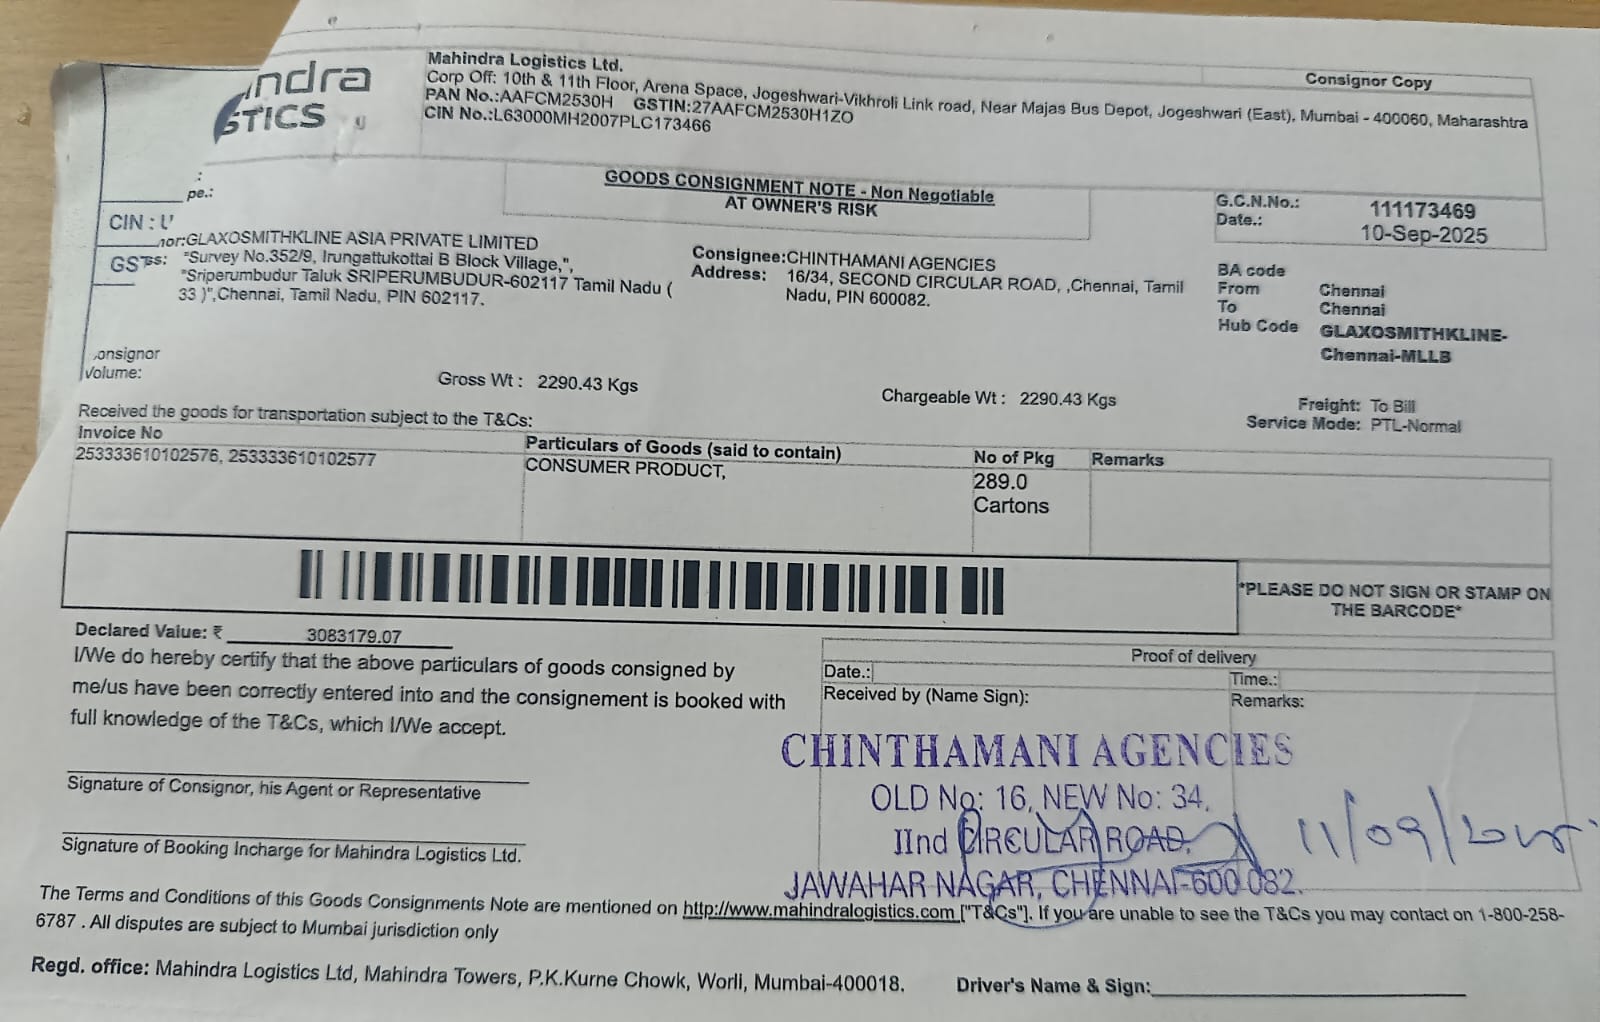 ndra
STICS
Mahindra Logistics Ltd.
Corp Off: 10th & 11th Floor, Arena Space, Jogeshwari-Vikhroli Link road, Near Majas Bus Depot, Jogeshwari (East), Mumbai - 400060, Maharashtra
PAN No.:AAFCM2530H GSTIN:27AAFCM2530H1ZO
CIN No.:L63000MH2007PLC173466
Consignor Copy
:
pe.:
GOODS CONSIGNMENT NOTE - Non Negotiable
AT OWNER'S RISK
G.C.N.No.: 111173469
Date.: 10-Sep-2025
CIN :
nor:GLAXOSMITHKLINE ASIA PRIVATE LIMITED
GS ss: "Survey No.352/9, Irungattukottai B Block Village,",
"Sriperumbudur Taluk SRIPERUMBUDUR-602117 Tamil Nadu (
33 )",Chennai, Tamil Nadu, PIN 602117.
Consignee:CHINTHAMANI AGENCIES
Address: 16/34, SECOND CIRCULAR ROAD, ,Chennai, Tamil
Nadu, PIN 600082.
BA code
From Chennai
To Chennai
Hub Code GLAXOSMITHKLINE-
Chennai-MLLB
onsignor
Volume:
Gross Wt : 2290.43 Kgs
Chargeable Wt : 2290.43 Kgs
Freight: To Bill
Service Mode: PTL-Normal
Received the goods for transportation subject to the T&Cs:
Invoice No Particulars of Goods (said to contain) No of Pkg Remarks
253333610102576, 253333610102577 CONSUMER PRODUCT, 289.0
Cartons
*PLEASE DO NOT SIGN OR STAMP ON
THE BARCODE*
Declared Value: ₹ 3083179.07
I/We do hereby certify that the above particulars of goods consigned by
me/us have been correctly entered into and the consignement is booked with
full knowledge of the T&Cs, which I/We accept.
Proof of delivery
Date.: Time.:
Received by (Name Sign): Remarks:
CHINTHAMANI AGENCIES
OLD No: 16, NEW No: 34,
IInd CIRCULAR ROAD,
JAWAHAR NAGAR, CHENNAI-600 082.
11/09/2025
Signature of Consignor, his Agent or Representative
Signature of Booking Incharge for Mahindra Logistics Ltd.
The Terms and Conditions of this Goods Consignments Note are mentioned on http://www.mahindralogistics.com ["T&Cs"]. If you are unable to see the T&Cs you may contact on 1-800-258-
6787 . All disputes are subject to Mumbai jurisdiction only
Regd. office: Mahindra Logistics Ltd, Mahindra Towers, P.K.Kurne Chowk, Worli, Mumbai-400018.
Driver's Name & Sign: